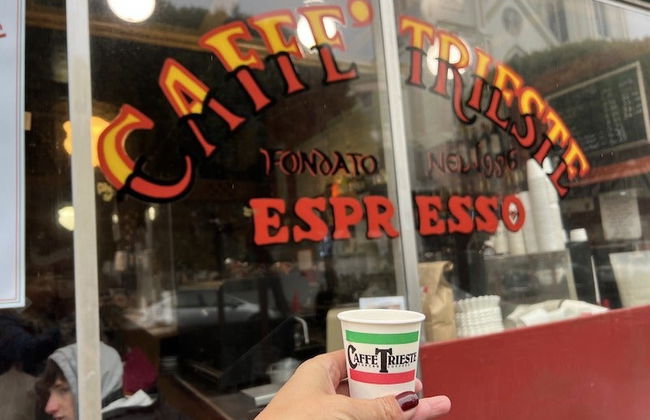 CAFFE' TRIESTE
FONDATO NEL 1956
ESPRESSO
CAFFE TRIESTE